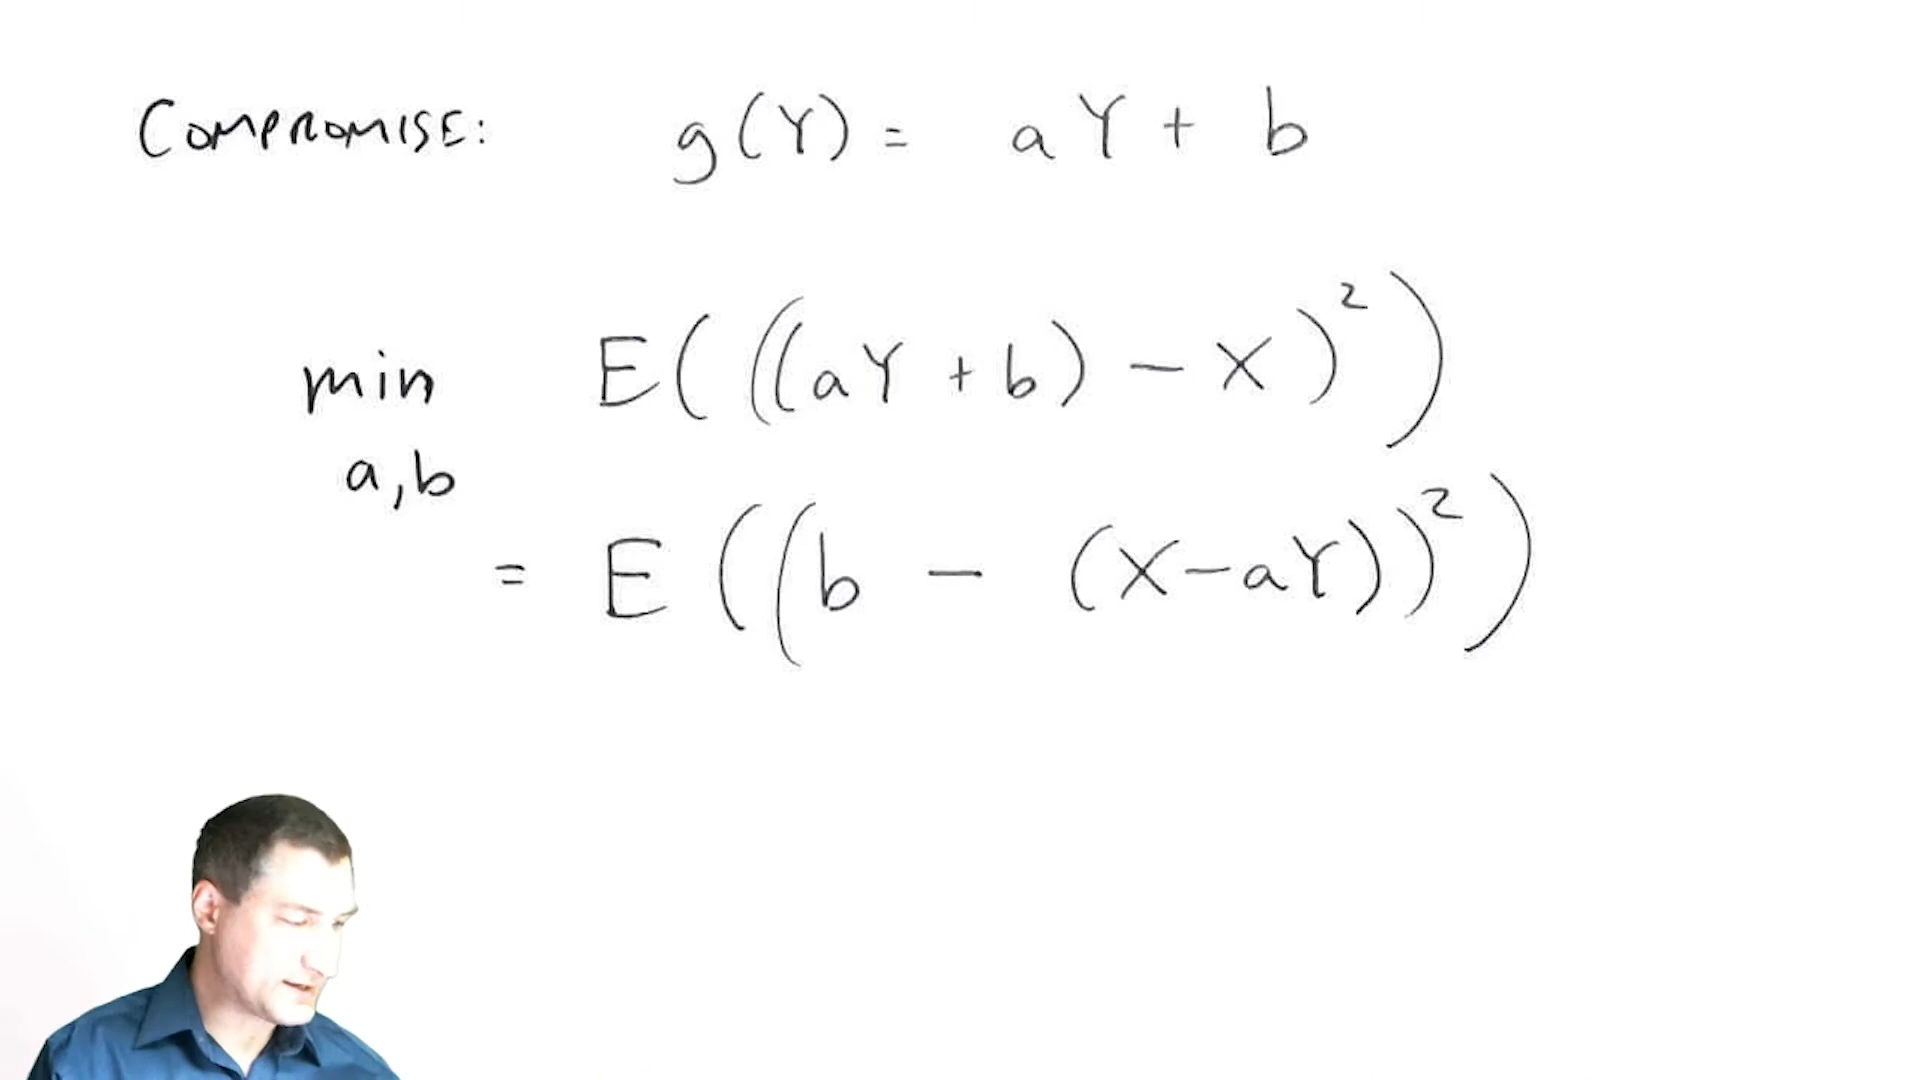 COMPROMISE: g(Y) = aY + b
min E(((aY + b) - X)²)
a,b
= E((b - (X-aY))²)